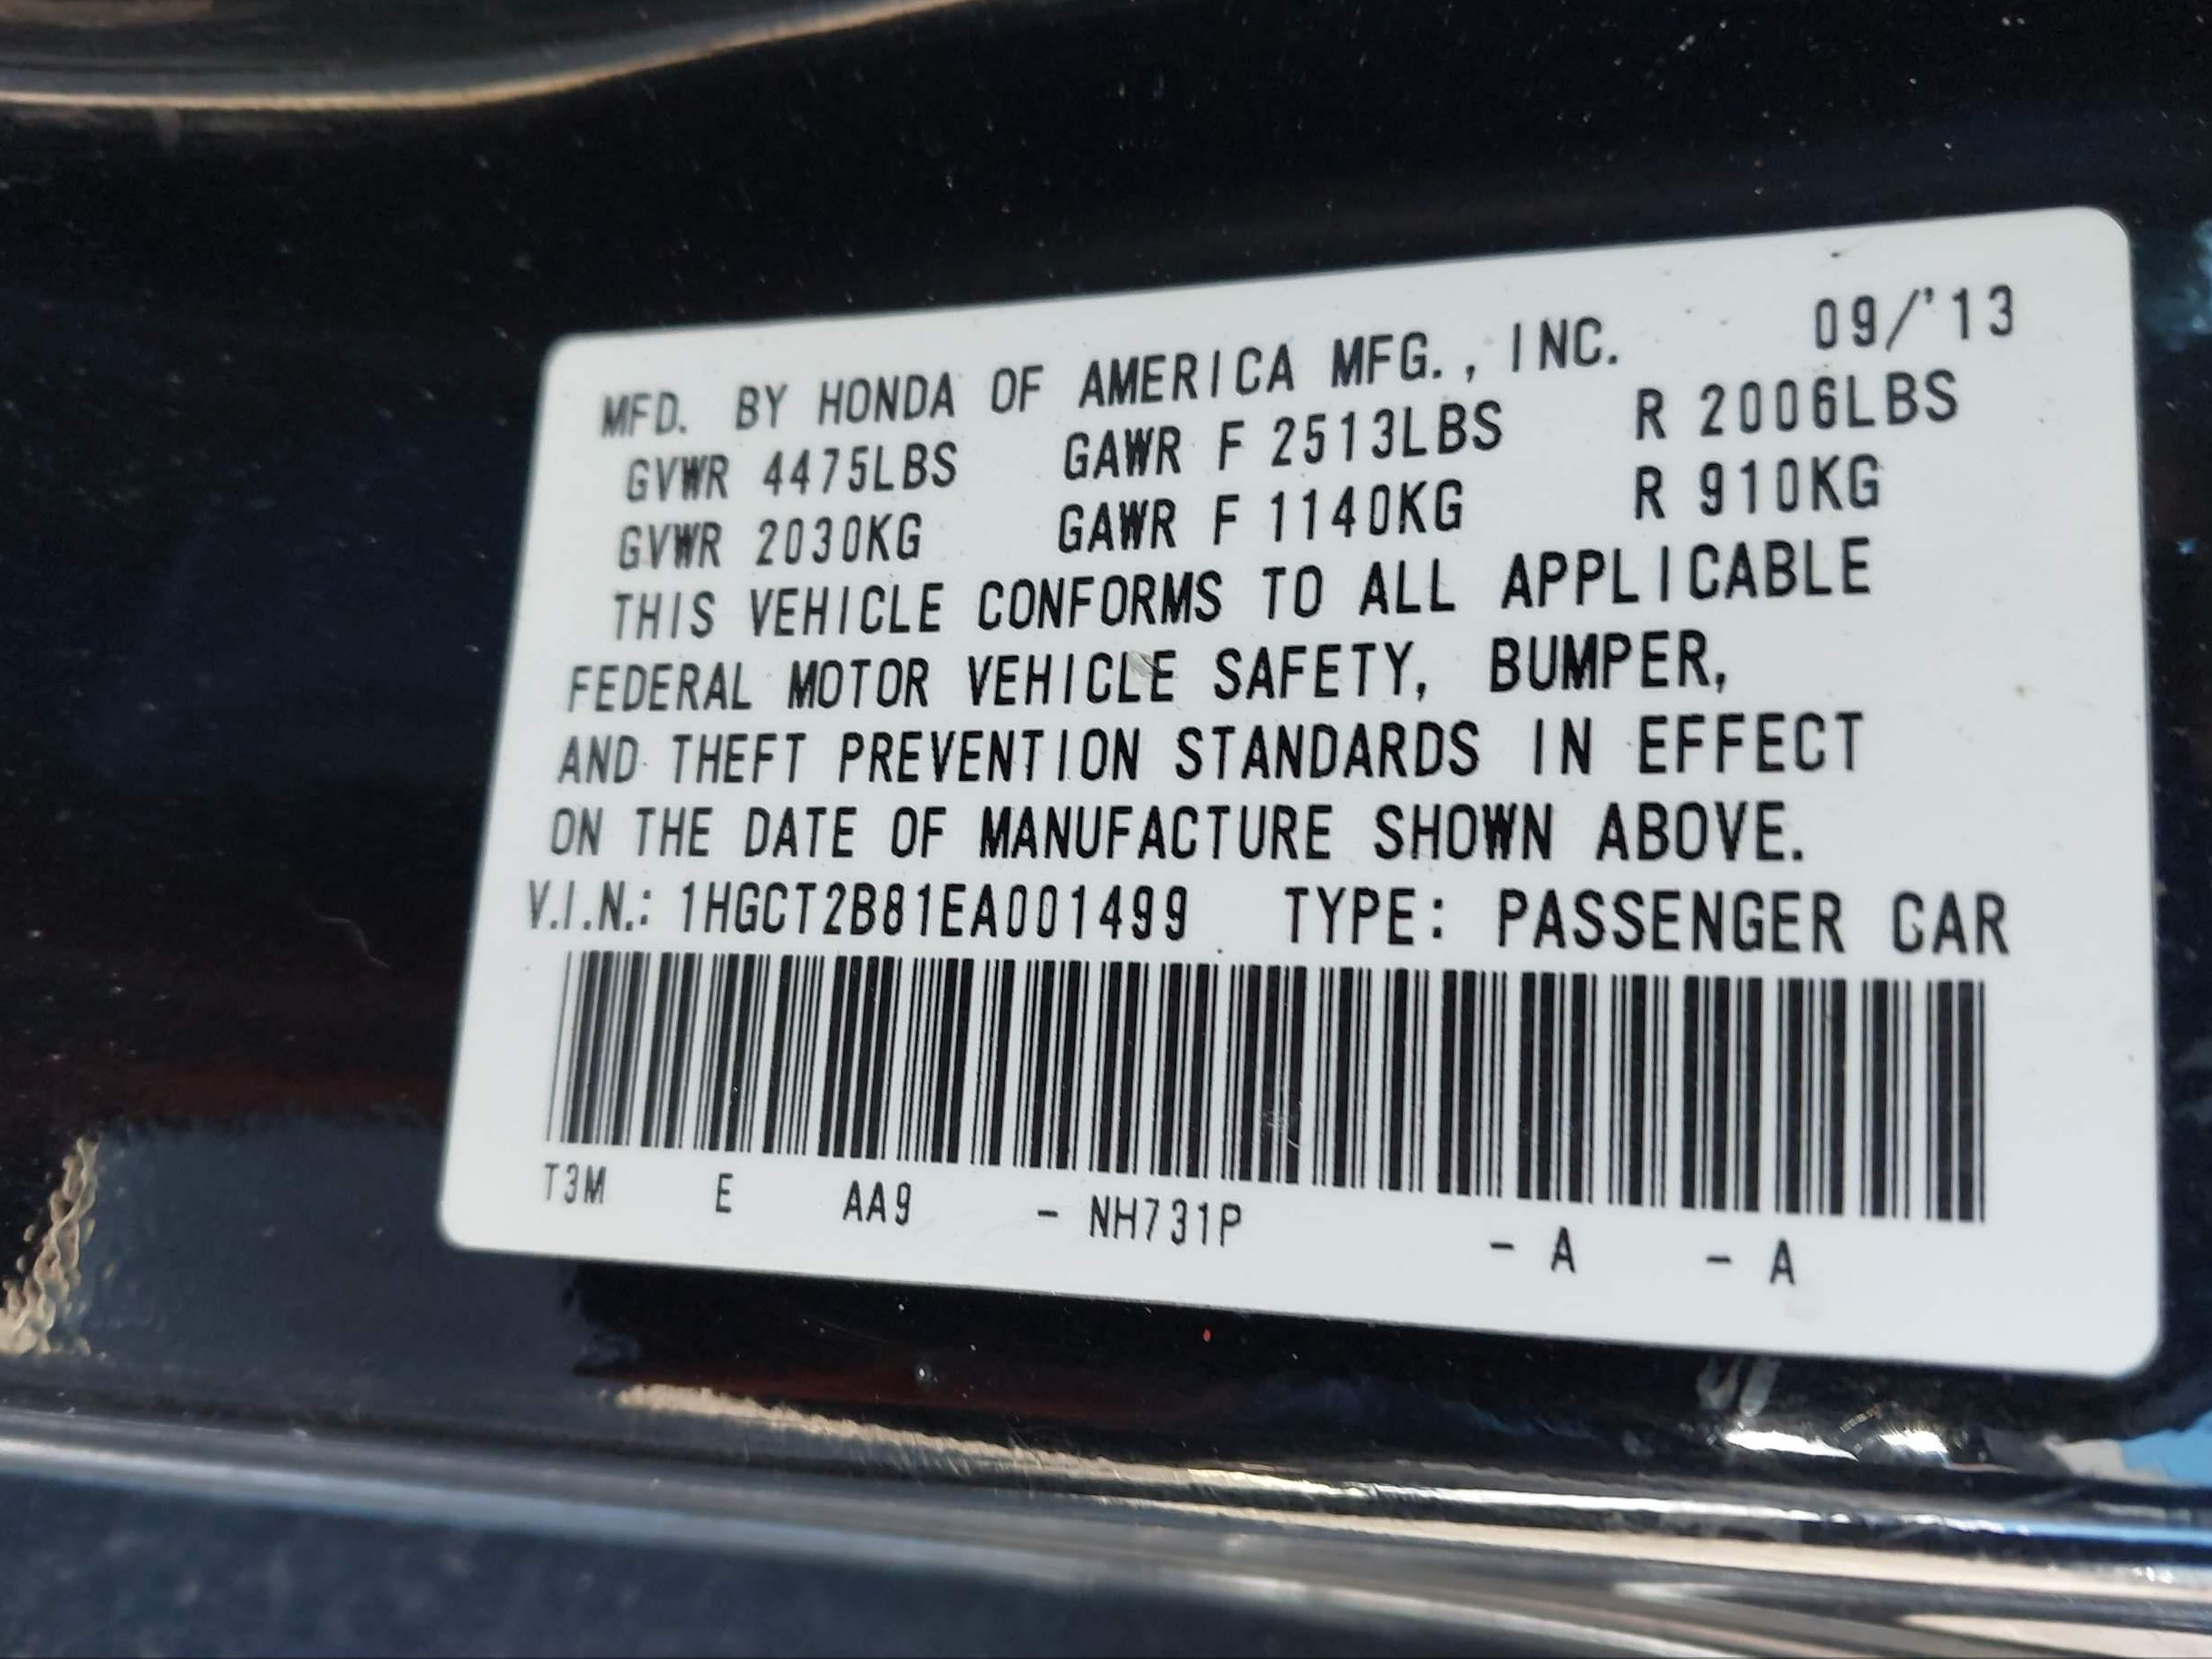 MFD. BY HONDA OF AMERICA MFG., INC. 09/'13
GVWR 4475LBS GAWR F 2513LBS R 2006LBS
GVWR 2030KG GAWR F 1140KG R 910KG
THIS VEHICLE CONFORMS TO ALL APPLICABLE
FEDERAL MOTOR VEHICLE SAFETY, BUMPER,
AND THEFT PREVENTION STANDARDS IN EFFECT
ON THE DATE OF MANUFACTURE SHOWN ABOVE.
V.I.N.: 1HGCT2B81EA001499 TYPE: PASSENGER CAR
T3M E AA9 - NH731P - A - A